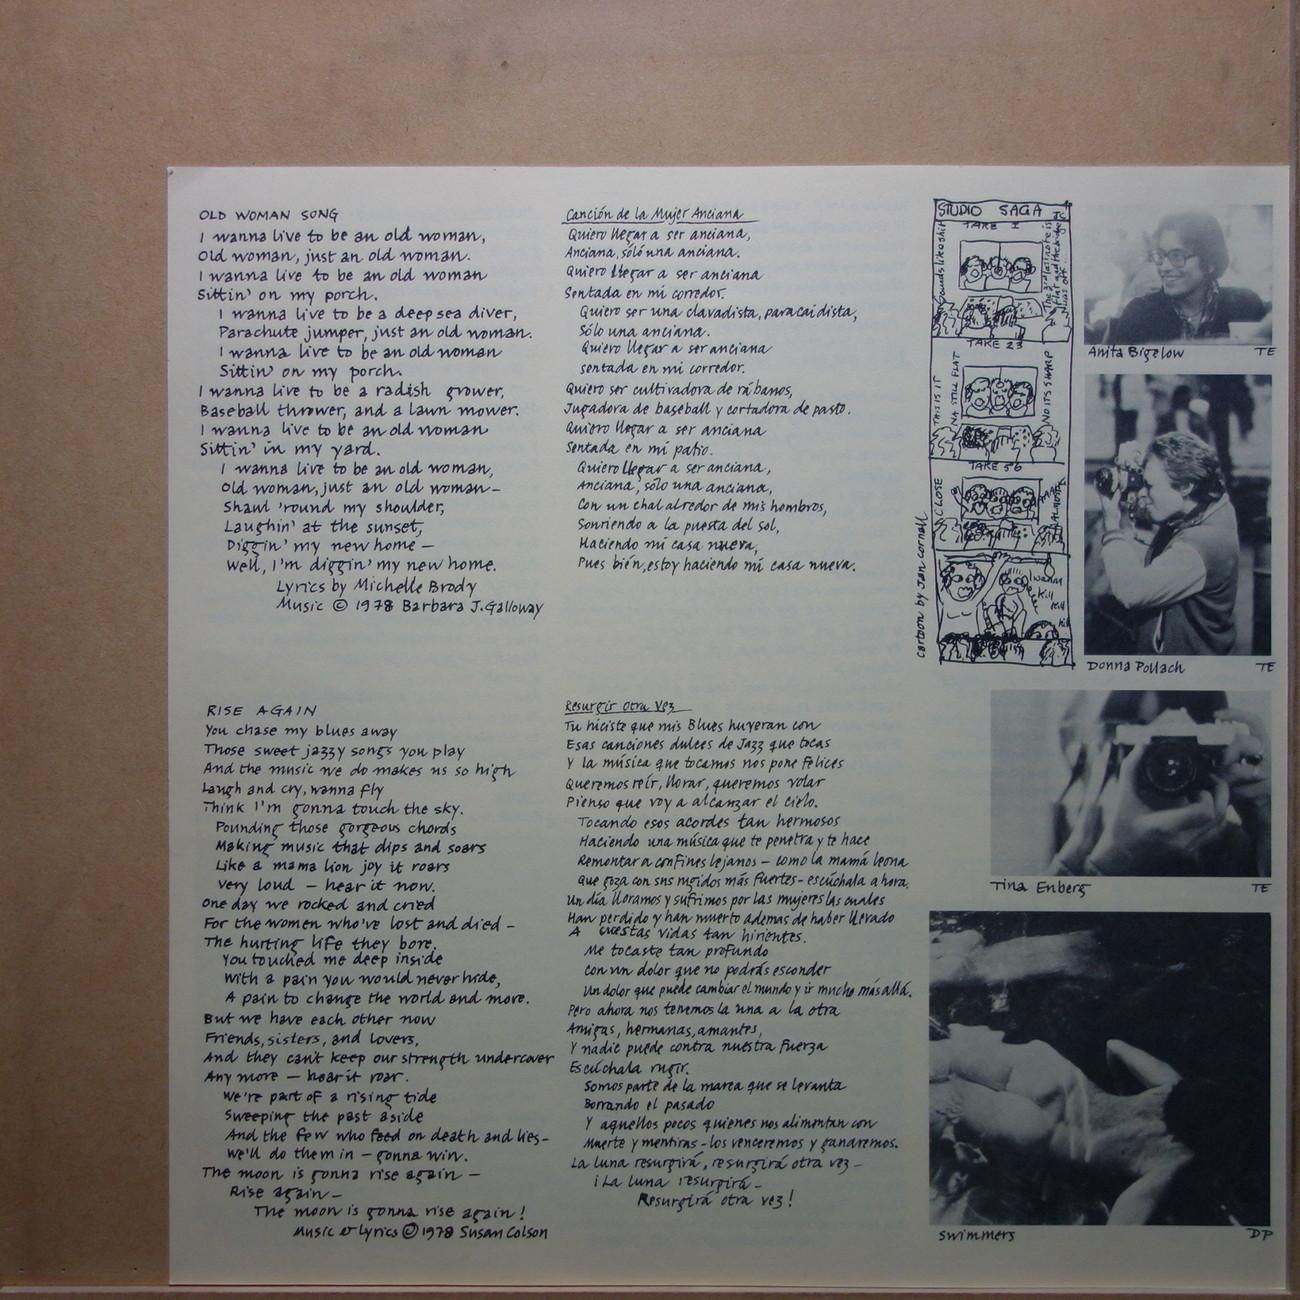 OLD WOMAN SONG
I wanna live to be an old woman,
Old woman, just an old woman.
I wanna live to be an old woman
Sittin' on my porch.
I wanna live to be a deep sea diver,
Parachute jumper, just an old woman.
I wanna live to be an old woman
Sittin' on my porch.
I wanna live to be a radish grower,
Baseball thrower, and a lawn mower.
I wanna live to be an old woman
Sittin' in my yard.
I wanna live to be an old woman,
Old woman, just an old woman—
Shawl 'round my shoulder,
Laughin' at the sunset,
Diggin' my new home —
Well, I'm diggin' my new home.
Lyrics by Michelle Brody
Music © 1978 Barbara J. Galloway
Canción de la Mujer Anciana
Quiero llegar a ser anciana,
Anciana, sólo una anciana.
Quiero llegar a ser anciana
Sentada en mi corredor.
Quiero ser una clavadista, paracaidista,
Sólo una anciana.
Quiero llegar a ser anciana
sentada en mi corredor.
Quiero ser cultivadora de rábanos,
Jugadora de baseball y cortadora de pasto.
Quiero llegar a ser anciana
Sentada en mi patio.
Quiero llegar a ser anciana,
Anciana, sólo una anciana,
Con un chal alredor de mis hombros,
Sonriendo a la puesta del sol,
Haciendo mi casa nueva,
Pues bién, estoy haciendo mi casa nueva.
RISE AGAIN
You chase my blues away
Those sweet jazzy songs you play
And the music we do makes us so high
Laugh and cry, wanna fly
Think I'm gonna touch the sky.
Pounding those gorgeous chords
Making music that dips and soars
Like a mama lion joy it roars
Very loud — hear it now.
One day we rocked and cried
For the women who've lost and died —
The hurting life they bore.
You touched me deep inside
With a pain you would never hide,
A pain to change the world and more.
But we have each other now
Friends, sisters, and lovers,
And they can't keep our strength undercover
Any more — hear it roar.
We're part of a rising tide
Sweeping the past aside
And the few who feed on death and lies—
We'll do them in — gonna win.
The moon is gonna rise again —
Rise again —
The moon is gonna rise again!
Music & Lyrics © 1978 Susan Colson
Resurgir Otra Vez
Tu hiciste que mis Blues huyeran con
Esas canciones dulces de Jazz que tocas
Y la música que tocamos nos pone felices
Queremos reír, llorar, queremos volar
Pienso que voy a alcanzar el cielo.
Tocando esos acordes tan hermosos
Haciendo una música que te penetra y te hace
Remontar a confines lejanos — como la mamá leona
que goza con sus rugidos más fuertes - escúchala ahora.
Un día lloramos y sufrimos por las mujeres las cuales
Han perdido y han muerto ademas de haber llevado
A cuestas vidas tan hirientes.
Me tocaste tan profundo
Con un dolor que no podrás esconder
Un dolor que puede cambiar el mundo y ir mucho más allá.
Pero ahora nos tenemos la una a la otra
Amigas, hermanas, amantes,
Y nadie puede contra nuestra fuerza
Escúchala rugir.
Somos parte de la marea que se levanta
Borrando el pasado
Y aquellos pocos quienes nos alimentan con
Muerte y mentiras - los venceremos y ganaremos.
La luna resurgirá, resurgirá otra vez —
¡La luna resurgirá —
Resurgirá otra vez!
STUDIO SAGA JC
TAKE I
TAKE 23
THIS IS IT
NA STILL FLAT
NO ITS SHARP
TAKE 56
CLOSE
ALMOST
I wanna
Kill
Kill
Kil
cartoon by Jan Cornall
Anita Bigelow TE
Donna Pollach TE
Tina Enberg TE
Swimmers DP